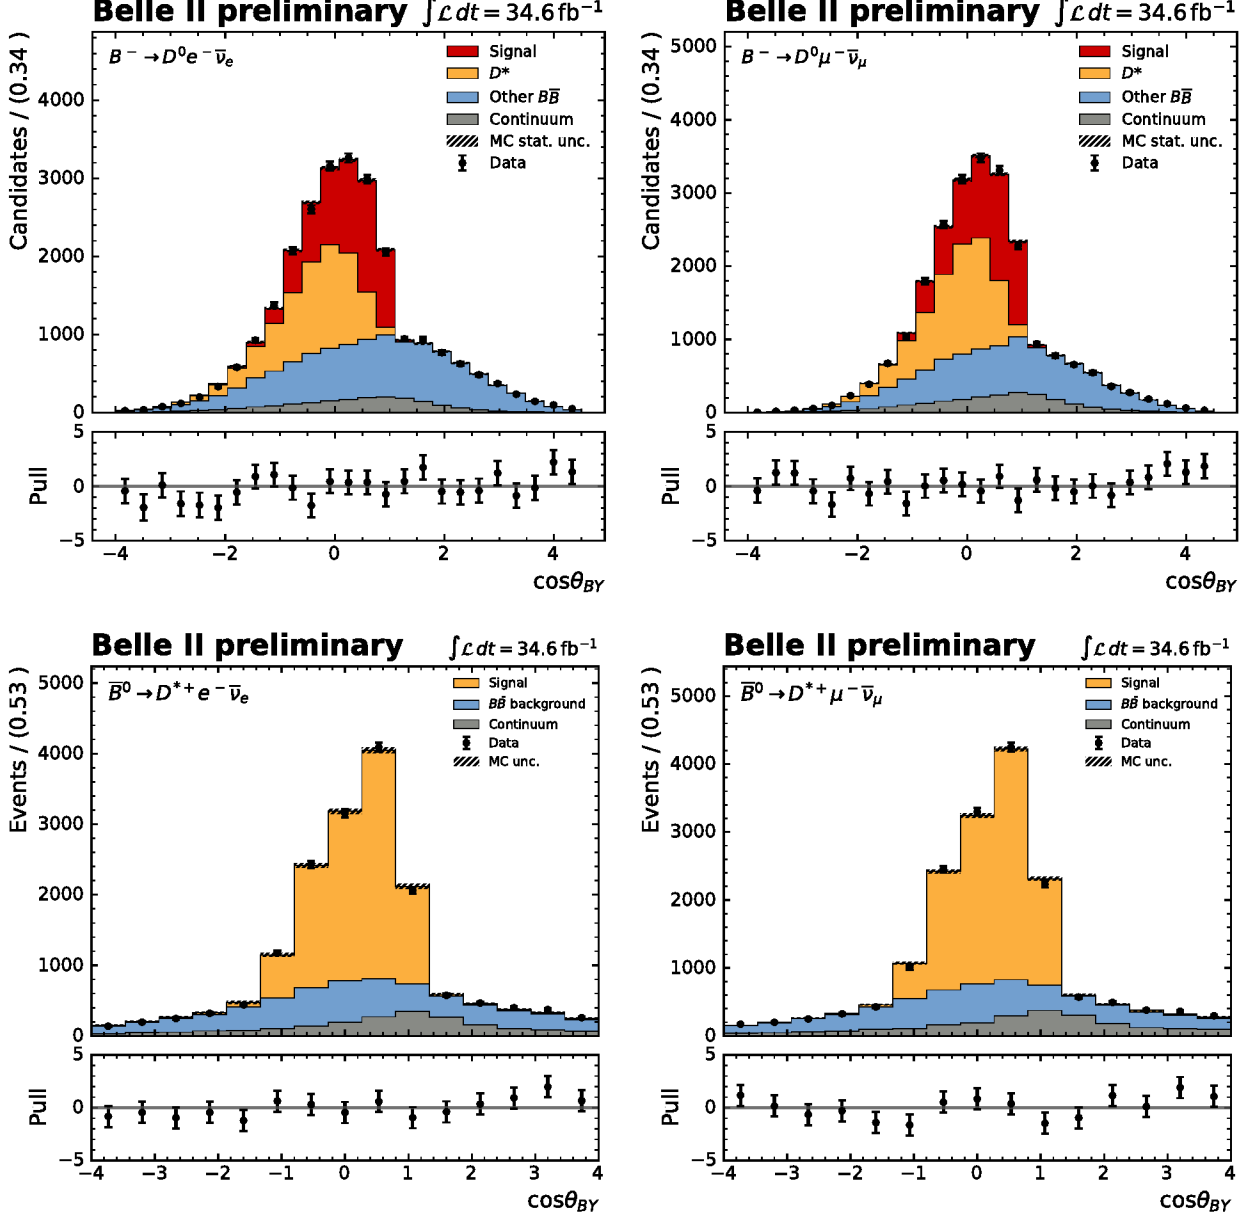 Belle II preliminary ∫ℒ dt = 34.6 fb⁻¹
B⁻ → D⁰e⁻ν̅ₑ
Signal
D*
Other BB̅
Continuum
MC stat. unc.
Data
Candidates / (0.34
4000
3000
2000
1000
0
5
0
−5
Pull
−4 −2 0 2 4
cosθ_BY
Belle II preliminary ∫ℒ dt = 34.6 fb⁻¹
B⁻ → D⁰μ⁻ν̅_μ
Signal
D*
Other BB̅
Continuum
MC stat. unc.
Data
Candidates / (0.34
5000
4000
3000
2000
1000
0
5
0
−5
Pull
−4 −2 0 2 4
cosθ_BY
Belle II preliminary ∫ℒ dt = 34.6 fb⁻¹
B̅⁰ → D*⁺e⁻ν̅ₑ
Signal
BB̅ background
Continuum
Data
MC unc.
Events / (0.53 )
5000
4000
3000
2000
1000
0
5
0
−5
Pull
−4 −3 −2 −1 0 1 2 3 4
cosθ_BY
Belle II preliminary ∫ℒ dt = 34.6 fb⁻¹
B̅⁰ → D*⁺μ⁻ν̅_μ
Signal
BB̅ background
Continuum
Data
MC unc.
Events / (0.53 )
5000
4000
3000
2000
1000
0
5
0
−5
Pull
−4 −3 −2 −1 0 1 2 3 4
cosθ_BY